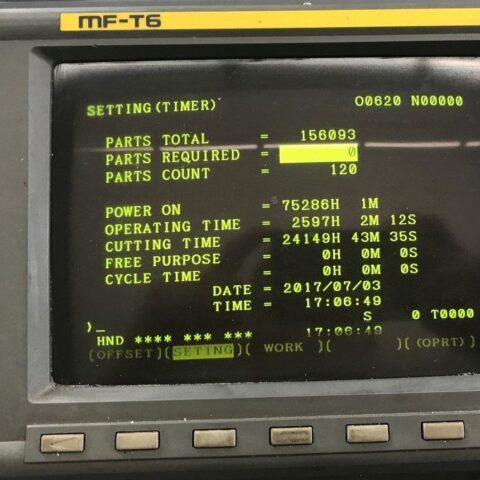 MF-T6
SETTING(TIMER) O0620 N00000
PARTS TOTAL = 156093
PARTS REQUIRED = 0
PARTS COUNT = 120
POWER ON = 75286H 1M
OPERATING TIME = 2597H 2M 12S
CUTTING TIME = 24149H 43M 35S
FREE PURPOSE = 0H 0M 0S
CYCLE TIME = 0H 0M 0S
DATE = 2017/07/03
TIME = 17:06:49
S 0 T0000
)_
HND **** *** *** 17:06:49
(OFFSET)(SETING)( WORK )( )( (OPRT) )